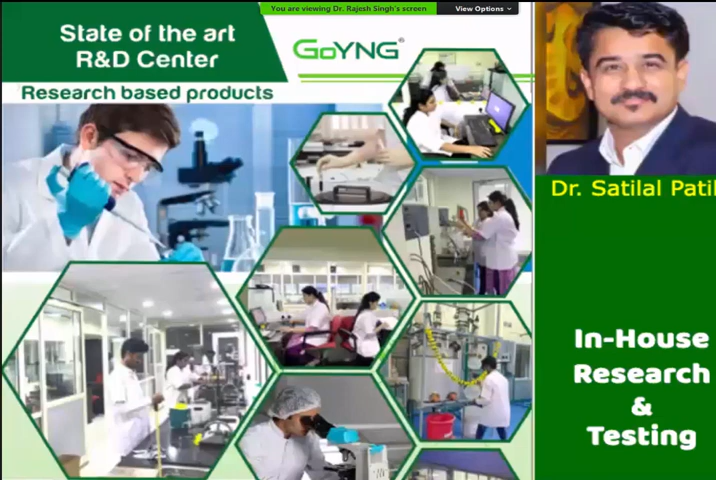 You are viewing Dr. Rajesh Singh's screen
View Options
State of the art
R&D Center
GOYNG®
Research based products
Dr. Satilal Patil
In-House
Research
&
Testing